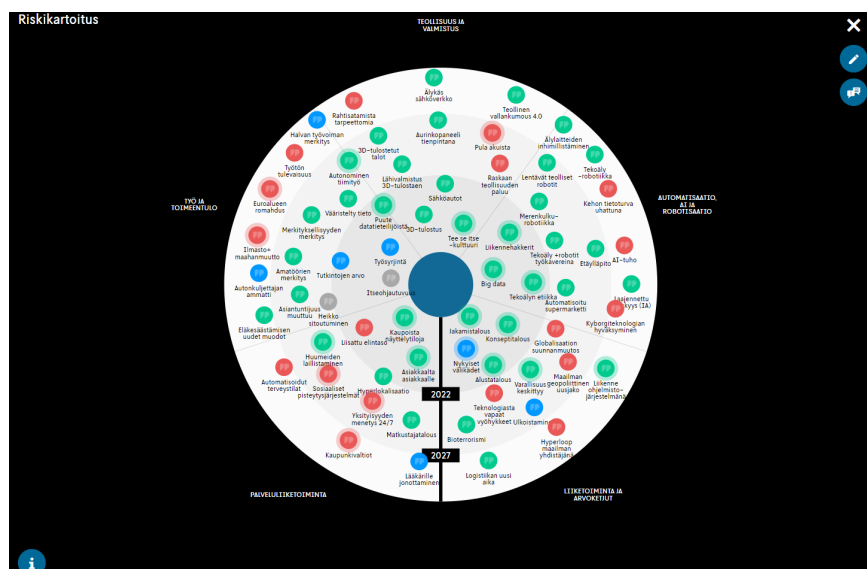 Riskikartoitus
TEOLLISUUS JA
VALMISTUS
Älykäs
sähköverkko
Teollinen
vallankumous 4.0
Rahtisatamista
tarpeettomia
Halvan työvoiman
merkitys
3D-tulostetut
talot
Aurinkopaneeli
tienpintana
Pula akuista
Älylaitteiden
inhimillistäminen
Työtön
tulevaisuus
Autonominen
tiimityö
Lähivalmistus
3D-tulostaen
Raskaan
teollisuuden
paluu
Lentävät teolliset
robotit
Tekoäly
-robotiikka
Euroalueen
romahdus
Sähköautot
Kehon tietoturva
uhattuna
TYÖ JA
TOIMEENTULO
AUTOMATISAATIO,
AI JA
ROBOTISAATIO
Vääristelty tieto
Puute
datatieteilijöistä
3D-tulostus
Merenkulku-
robotiikka
Merkityksellisyyden
merkitys
Tee se itse
-kulttuuri
Liikennehakkerit
Ilmasto+
maahanmuutto
Työsyrjintä
Tekoäly +robotit
työkavereina
Etäylläpito
AI-tuho
Amatöörien
merkitys
Tutkintojen arvo
Big data
Autonkuljettajan
ammatti
Itseohjautuvuus
Tekoälyn etiikka
Automatisoitu
supermarketti
Laajennettu
(IA)
Asiantuntijuus
muuttuu
Heikko
sitoutuminen
Eläkesäästämisen
uudet muodot
Kyborgiteknologian
hyväksyminen
Liisattu elintaso
Kaupoista
näyttelytiloja
Jakamistalous
Konseptitalous
Globalisaation
suunnanmuutos
Huumeiden
laillistaminen
Asiakkaalta
asiakkaalle
Nykyiset
välikädet
Automatisoidut
terveystilat
Sosiaaliset
pisteytysjärjestelmät
Hyperlokalisaatio
Alustatalous
Varallisuus
keskittyy
Maailman
geopoliittinen
uusjako
Liikenne
ohjelmisto-
järjestelmänä
2022
Yksityisyyden
menetys 24/7
Teknologiasta
vapaat
vyöhykkeet
Ulkoistaminen
Matkustajatalous
Bioterrorismi
Hyperloop
maailman
yhdistäjänä
Kaupunkivaltiot
2027
Lääkärille
jonottaminen
Logistiikan uusi
aika
PALVELULIIKETOIMINTA
LIIKETOIMINTA JA
ARVOKETJUT